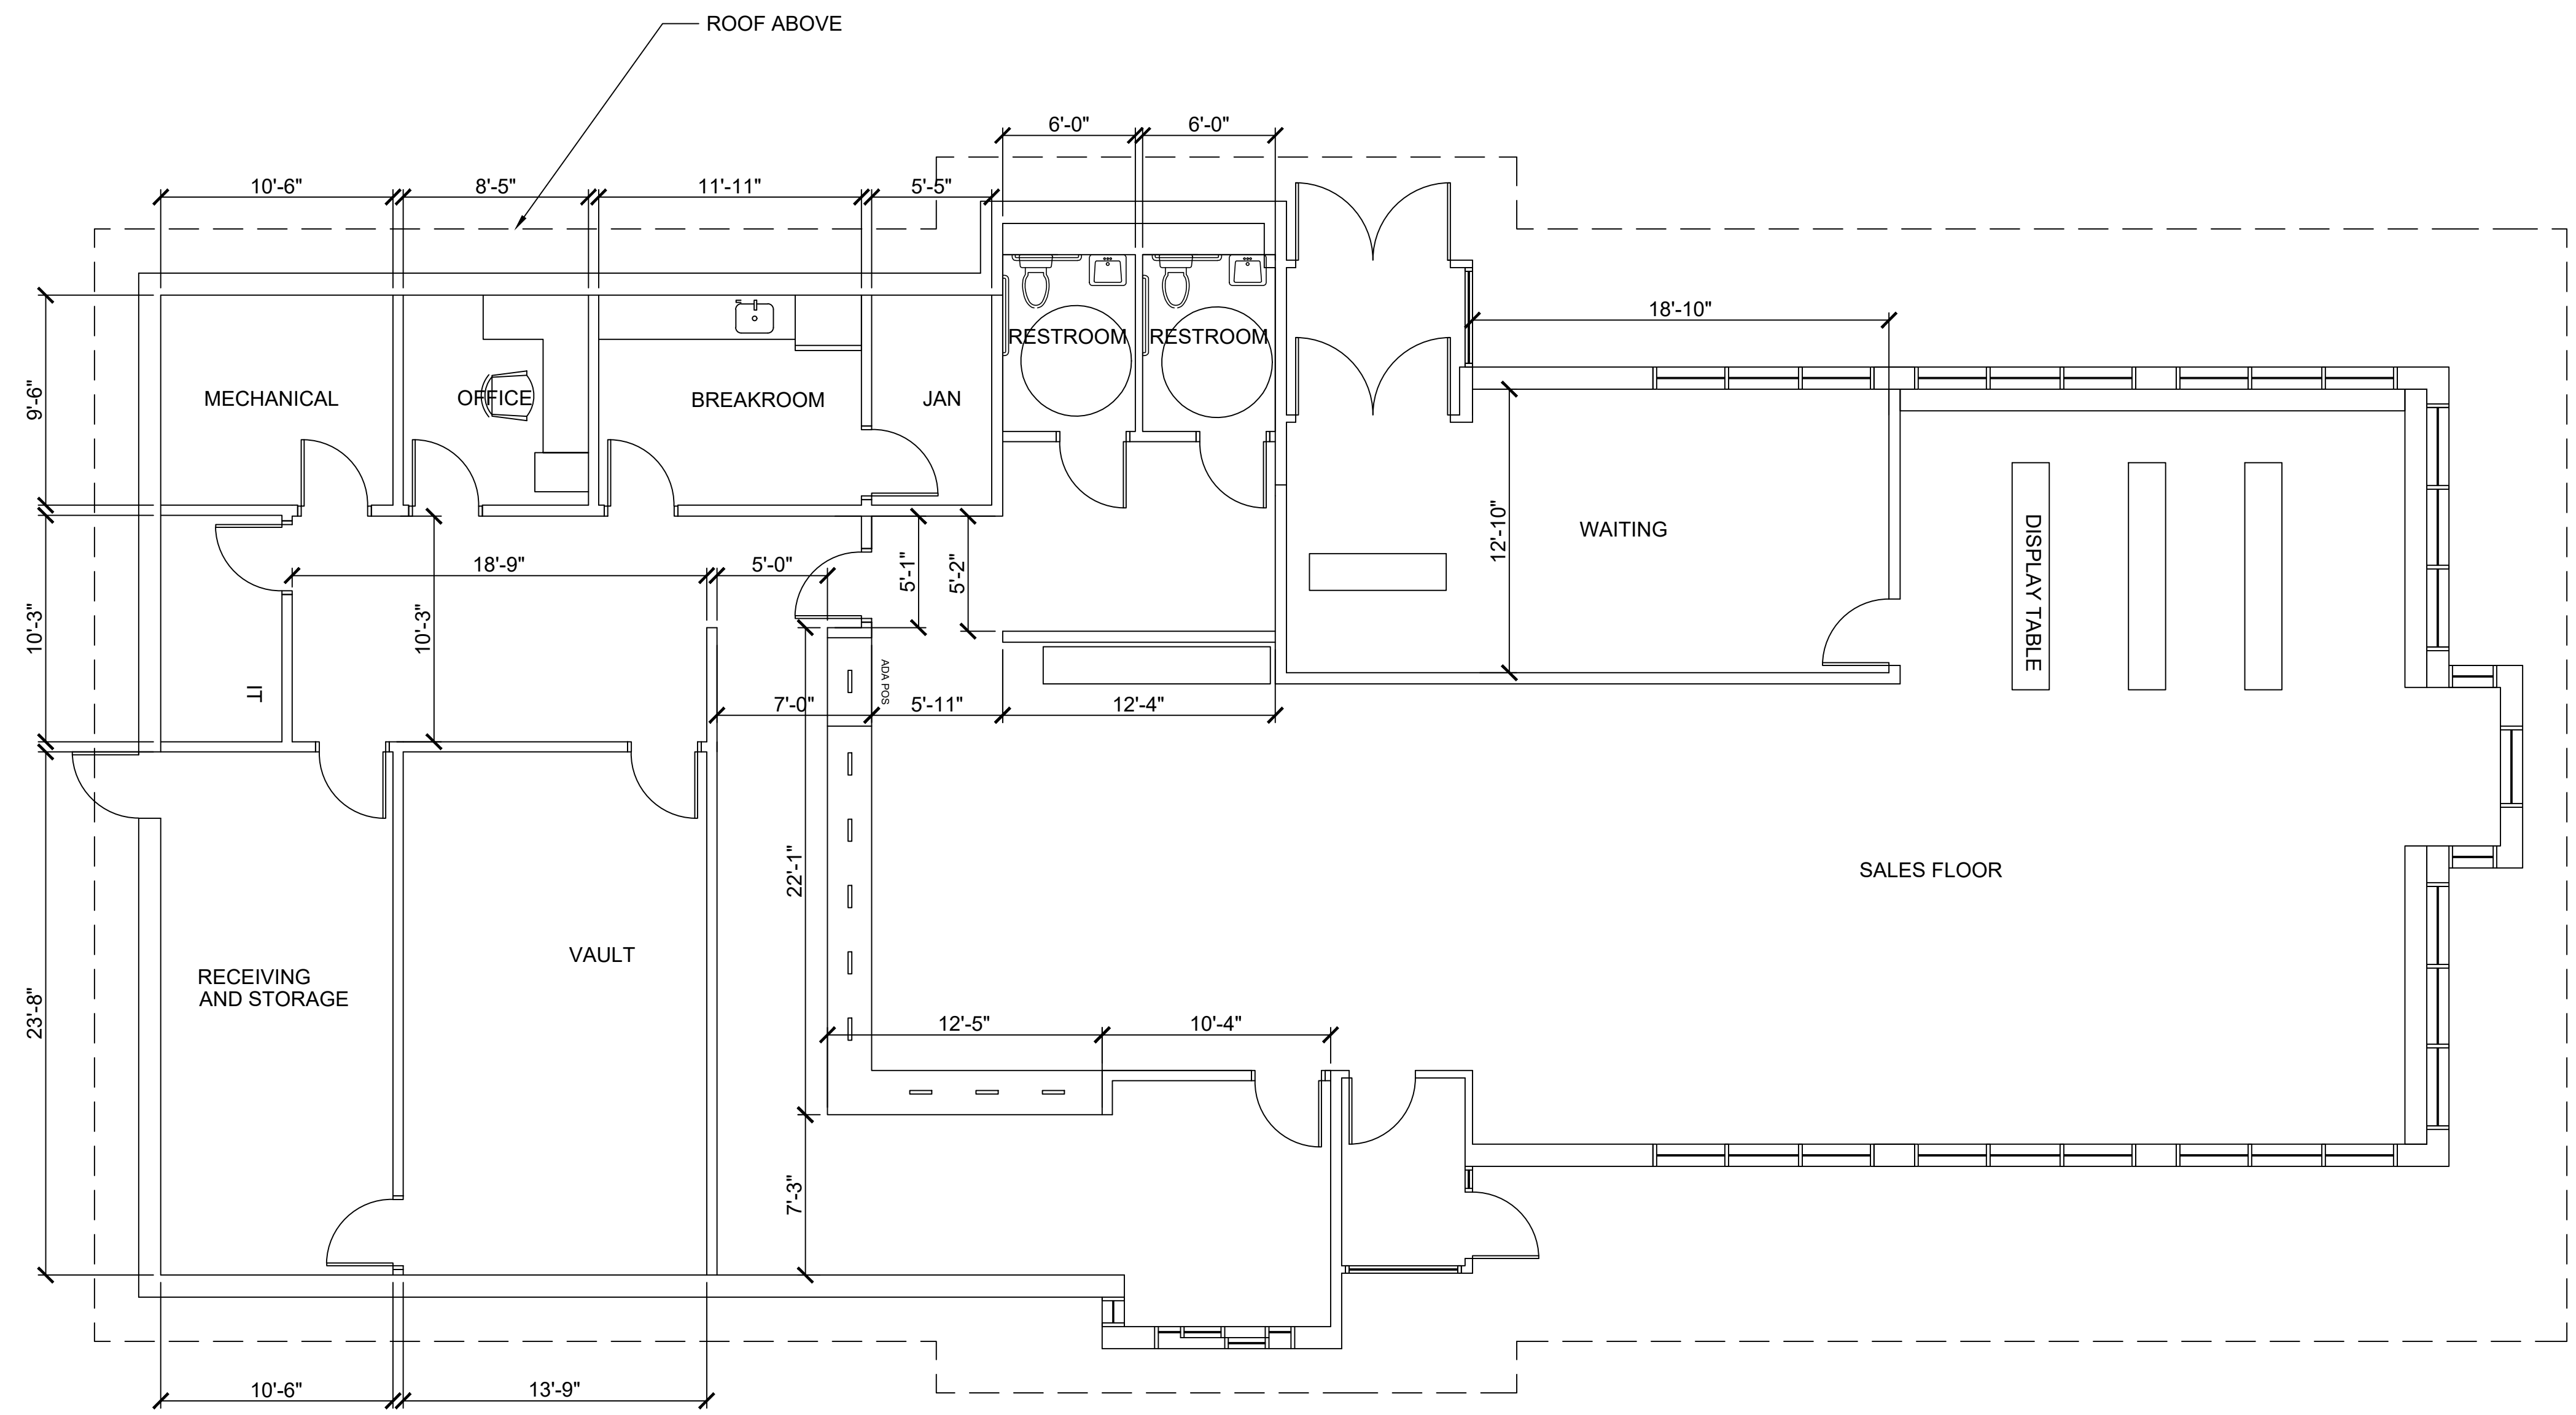 ROOF ABOVE
6'-0"
6'-0"
10'-6"
8'-5"
11'-11"
5'-5"
18'-10"
RESTROOM
RESTROOM
9'-6"
MECHANICAL
OFFICE
BREAKROOM
JAN
12'-10"
WAITING
DISPLAY TABLE
18'-9"
5'-0"
5'-1"
5'-2"
10'-3"
10'-3"
IT
ADA POS
7'-0"
5'-11"
12'-4"
22'-1"
SALES FLOOR
VAULT
RECEIVING
AND STORAGE
23'-8"
12'-5"
10'-4"
7'-3"
10'-6"
13'-9"